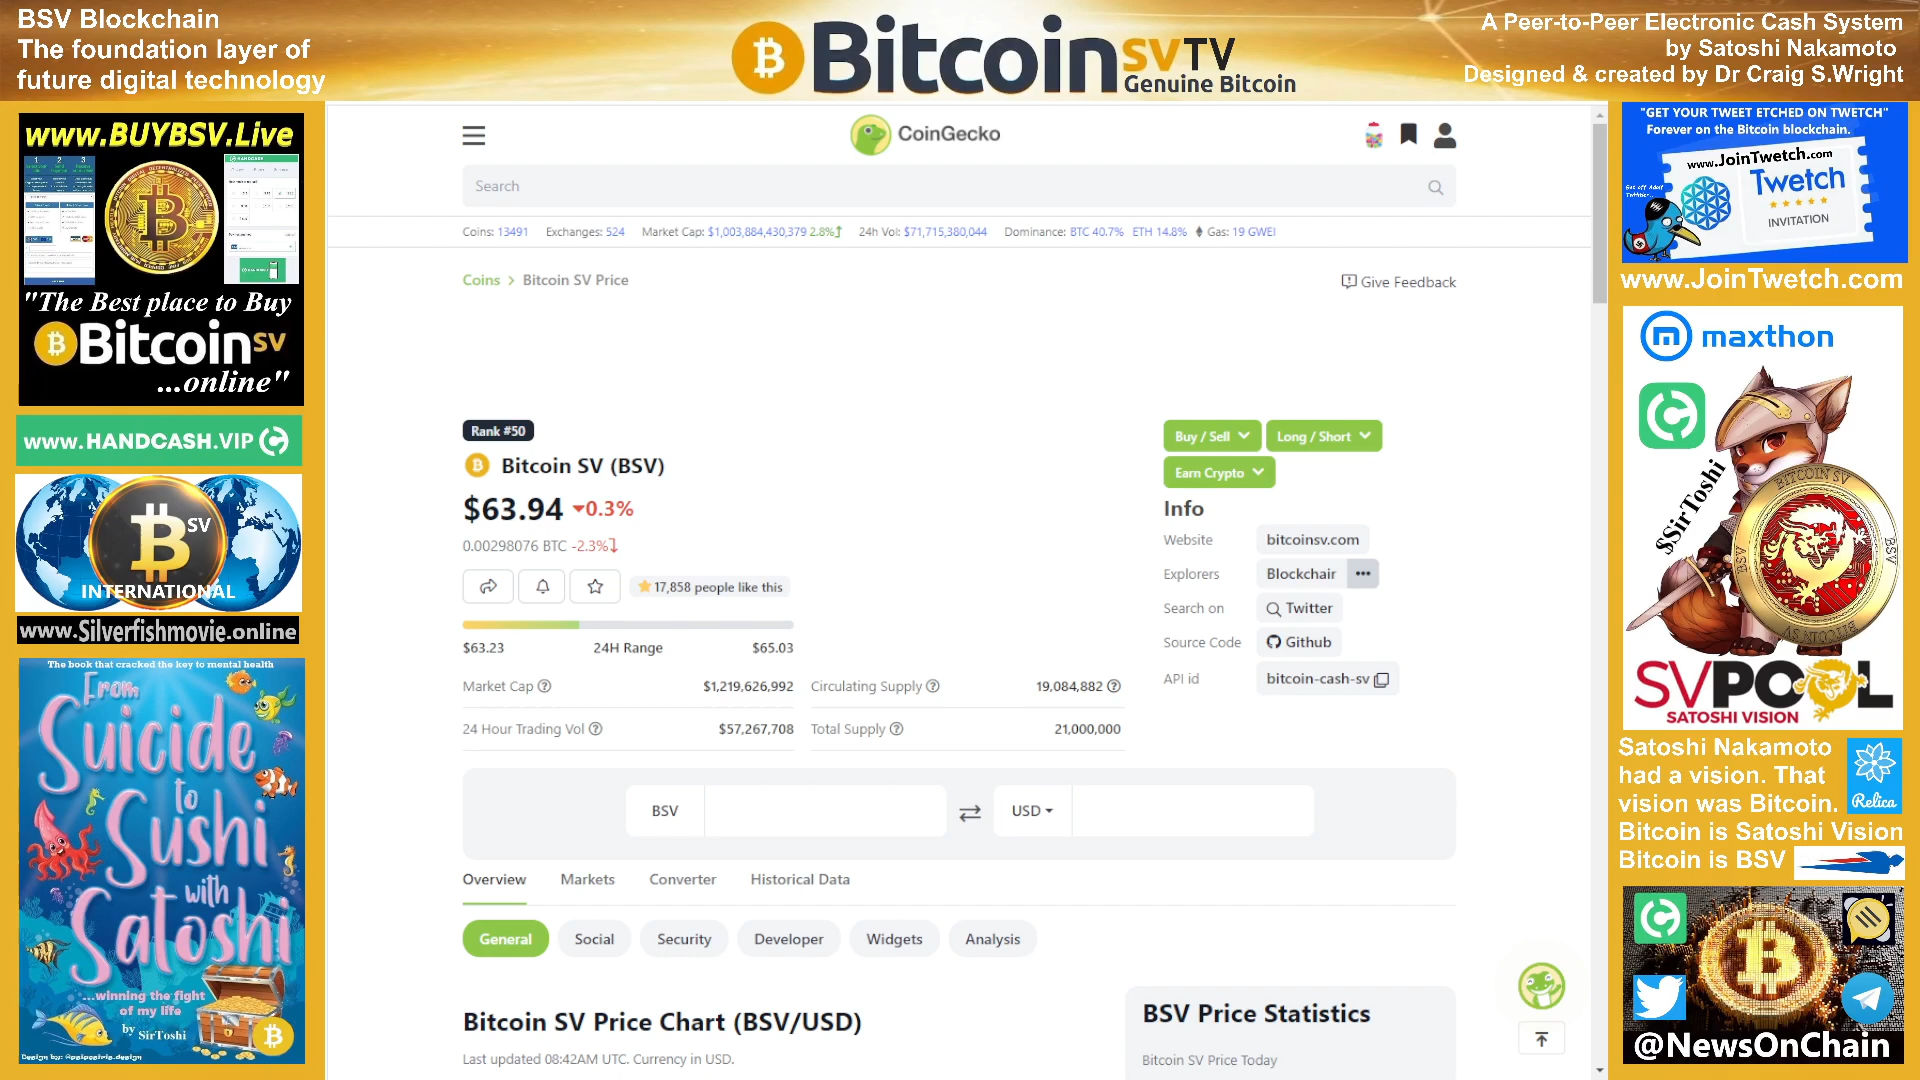 BSV Blockchain
The foundation layer of
future digital technology
BitcoinSVTV
Genuine Bitcoin
A Peer-to-Peer Electronic Cash System
by Satoshi Nakamoto
Designed & created by Dr Craig S.Wright
www.BUYBSV.Live
"The Best place to Buy
BitcoinSV
...online"
www.HANDCASH.VIP
SV
INTERNATIONAL
www.Silverfishmovie.online
The book that cracked the key to mental health
From
Suicide
to
Sushi
with
Satoshi
...winning the fight
of my life
by SirToshi
CoinGecko
Search
Coins: 13491 Exchanges: 524 Market Cap: $1,003,884,430,379 2.8% 24h Vol: $71,715,380,044 Dominance: BTC 40.7% ETH 14.8% Gas: 19 GWEI
Coins > Bitcoin SV Price
Give Feedback
Rank #50
Bitcoin SV (BSV)
$63.94 0.3%
0.00298076 BTC -2.3%
17,858 people like this
$63.23 24H Range $65.03
Market Cap $1,219,626,992 Circulating Supply 19,084,882
24 Hour Trading Vol $57,267,708 Total Supply 21,000,000
Buy / Sell Long / Short
Earn Crypto
Info
Website bitcoinsv.com
Explorers Blockchair •••
Search on Twitter
Source Code Github
API id bitcoin-cash-sv
BSV USD
Overview Markets Converter Historical Data
General Social Security Developer Widgets Analysis
Bitcoin SV Price Chart (BSV/USD)
Last updated 08:42AM UTC. Currency in USD.
BSV Price Statistics
Bitcoin SV Price Today
"GET YOUR TWEET ETCHED ON TWETCH"
Forever on the Bitcoin blockchain.
www.JoinTwetch.com
Twetch
INVITATION
www.JoinTwetch.com
maxthon
$SirToshi
BITCOIN SV
BSV
BSV
SVPOOL
SATOSHI VISION
Satoshi Nakamoto
had a vision. That
vision was Bitcoin.
Relica
Bitcoin is Satoshi Vision
Bitcoin is BSV
@NewsOnChain